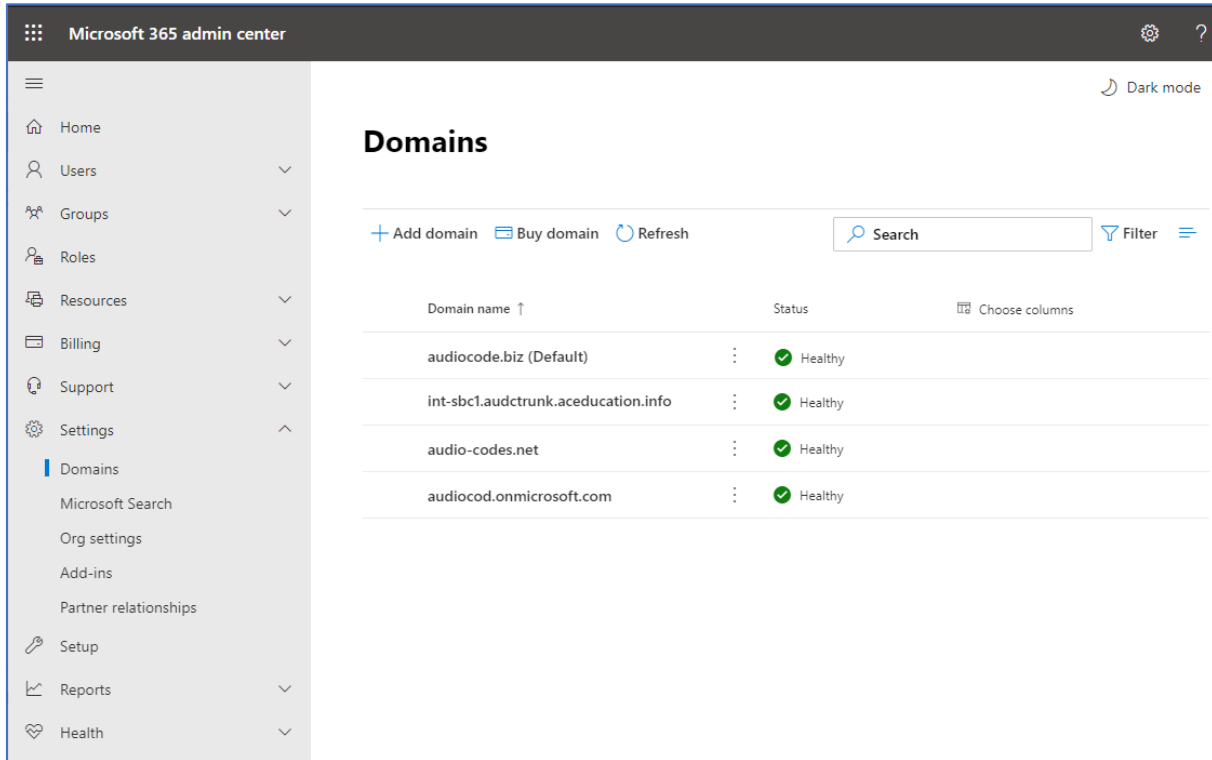 Microsoft 365 admin center
?
Dark mode
Home
Users
Groups
Roles
Resources
Billing
Support
Settings
Domains
Microsoft Search
Org settings
Add-ins
Partner relationships
Setup
Reports
Health
Domains
Add domain Buy domain Refresh Search Filter
Domain name ↑ Status Choose columns
audiocode.biz (Default) Healthy
int-sbc1.audctrunk.aceducation.info Healthy
audio-codes.net Healthy
audiocod.onmicrosoft.com Healthy